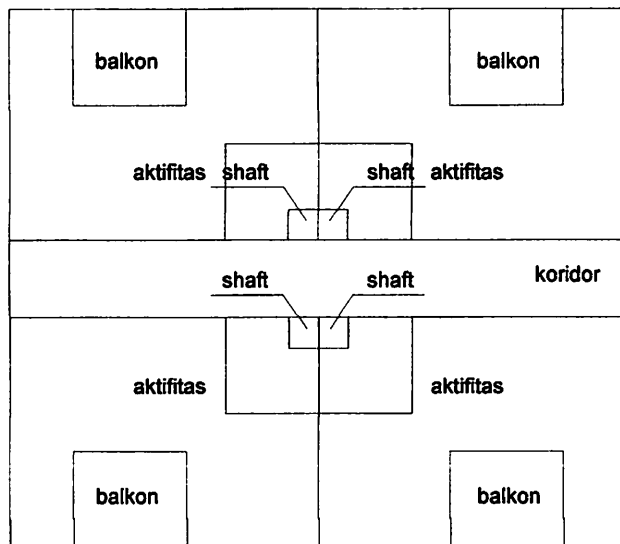 balkon balkon
aktifitas shaft shaft aktifitas
koridor
shaft shaft
aktifitas aktifitas
balkon balkon